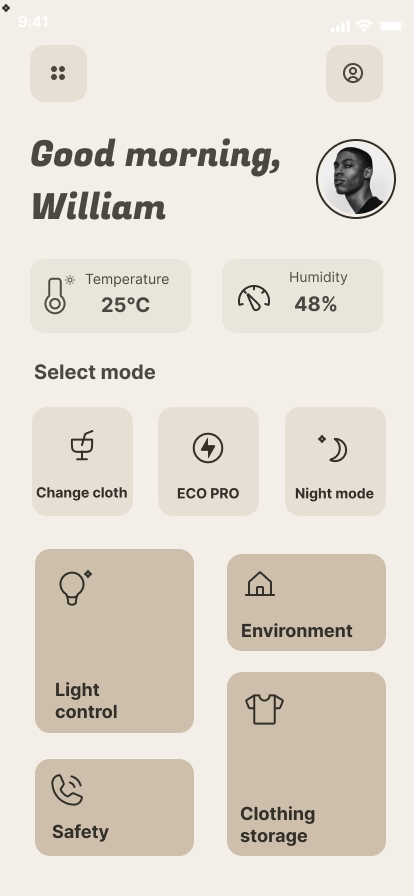 9:41
Good morning,
William
Temperature
25°C
Humidity
48%
Select mode
Change cloth
ECO PRO
Night mode
Light
control
Environment
Clothing
storage
Safety